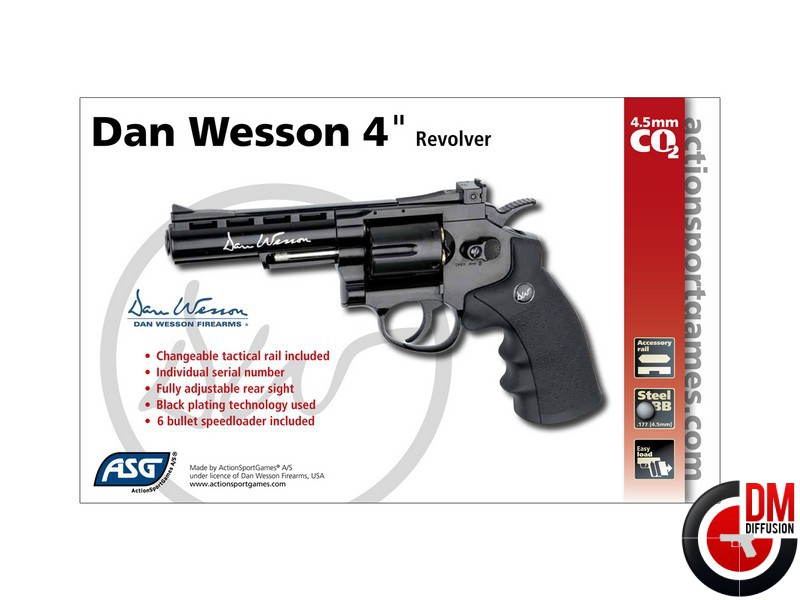 Dan Wesson 4" Revolver
4.5mm
CO2
actionsportgames.com
Dan Wesson
Dan Wesson
DAN WESSON FIREARMS
• Changeable tactical rail included
• Individual serial number
• Fully adjustable rear sight
• Black plating technology used
• 6 bullet speedloader included
Accessory
rail
Steel
BB
.177 (4.5mm)
Easy
load
ASG
ActionSportGames A/S®
Made by ActionSportGames® A/S
under licence of Dan Wesson Firearms, USA
www.actionsportgames.com
DM
DIFFUSION